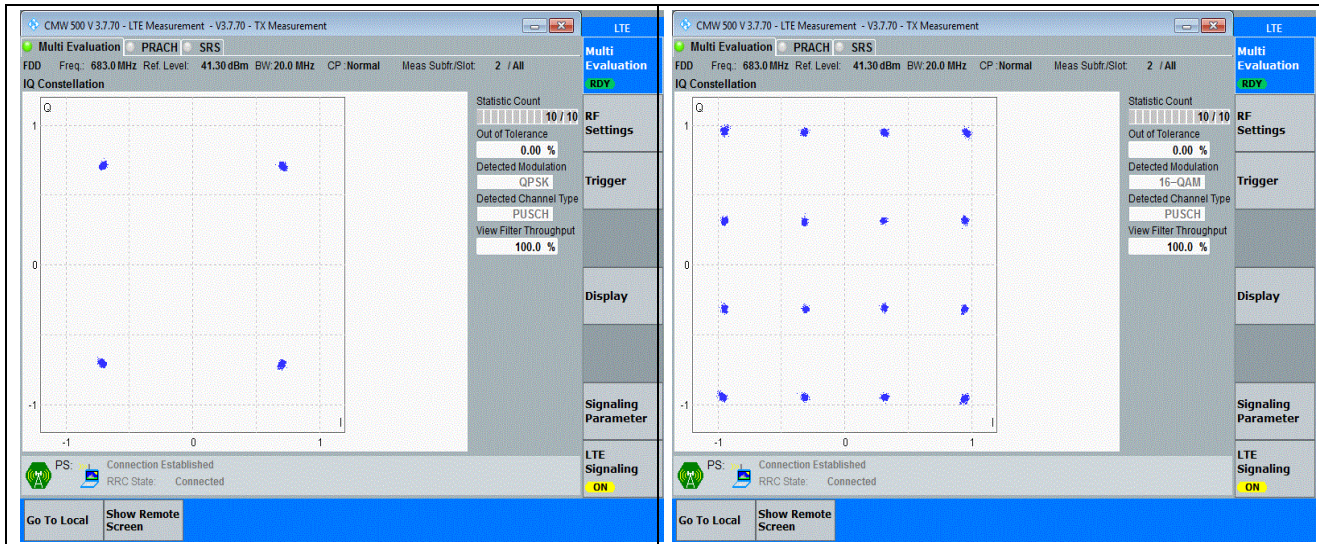 CMW 500 V 3.7.70 - LTE Measurement - V3.7.70 - TX Measurement
LTE
Multi Evaluation PRACH SRS
Multi
Evaluation
RDY
FDD Freq.: 683.0 MHz Ref. Level: 41.30 dBm BW: 20.0 MHz CP : Normal Meas Subfr./Slot: 2 / All
IQ Constellation
Q
1
0
-1
I
-1 0 1
Statistic Count
10 / 10
Out of Tolerance
0.00 %
Detected Modulation
QPSK
Detected Channel Type
PUSCH
View Filter Throughput
100.0 %
RF
Settings
Trigger
Display
Signaling
Parameter
LTE
Signaling
ON
PS: Connection Established
RRC State: Connected
Go To Local
Show Remote
Screen
CMW 500 V 3.7.70 - LTE Measurement - V3.7.70 - TX Measurement
LTE
Multi Evaluation PRACH SRS
Multi
Evaluation
RDY
FDD Freq.: 683.0 MHz Ref. Level: 41.30 dBm BW: 20.0 MHz CP : Normal Meas Subfr./Slot: 2 / All
IQ Constellation
Q
1
0
-1
I
-1 0 1
Statistic Count
10 / 10
Out of Tolerance
0.00 %
Detected Modulation
16-QAM
Detected Channel Type
PUSCH
View Filter Throughput
100.0 %
RF
Settings
Trigger
Display
Signaling
Parameter
LTE
Signaling
ON
PS: Connection Established
RRC State: Connected
Go To Local
Show Remote
Screen